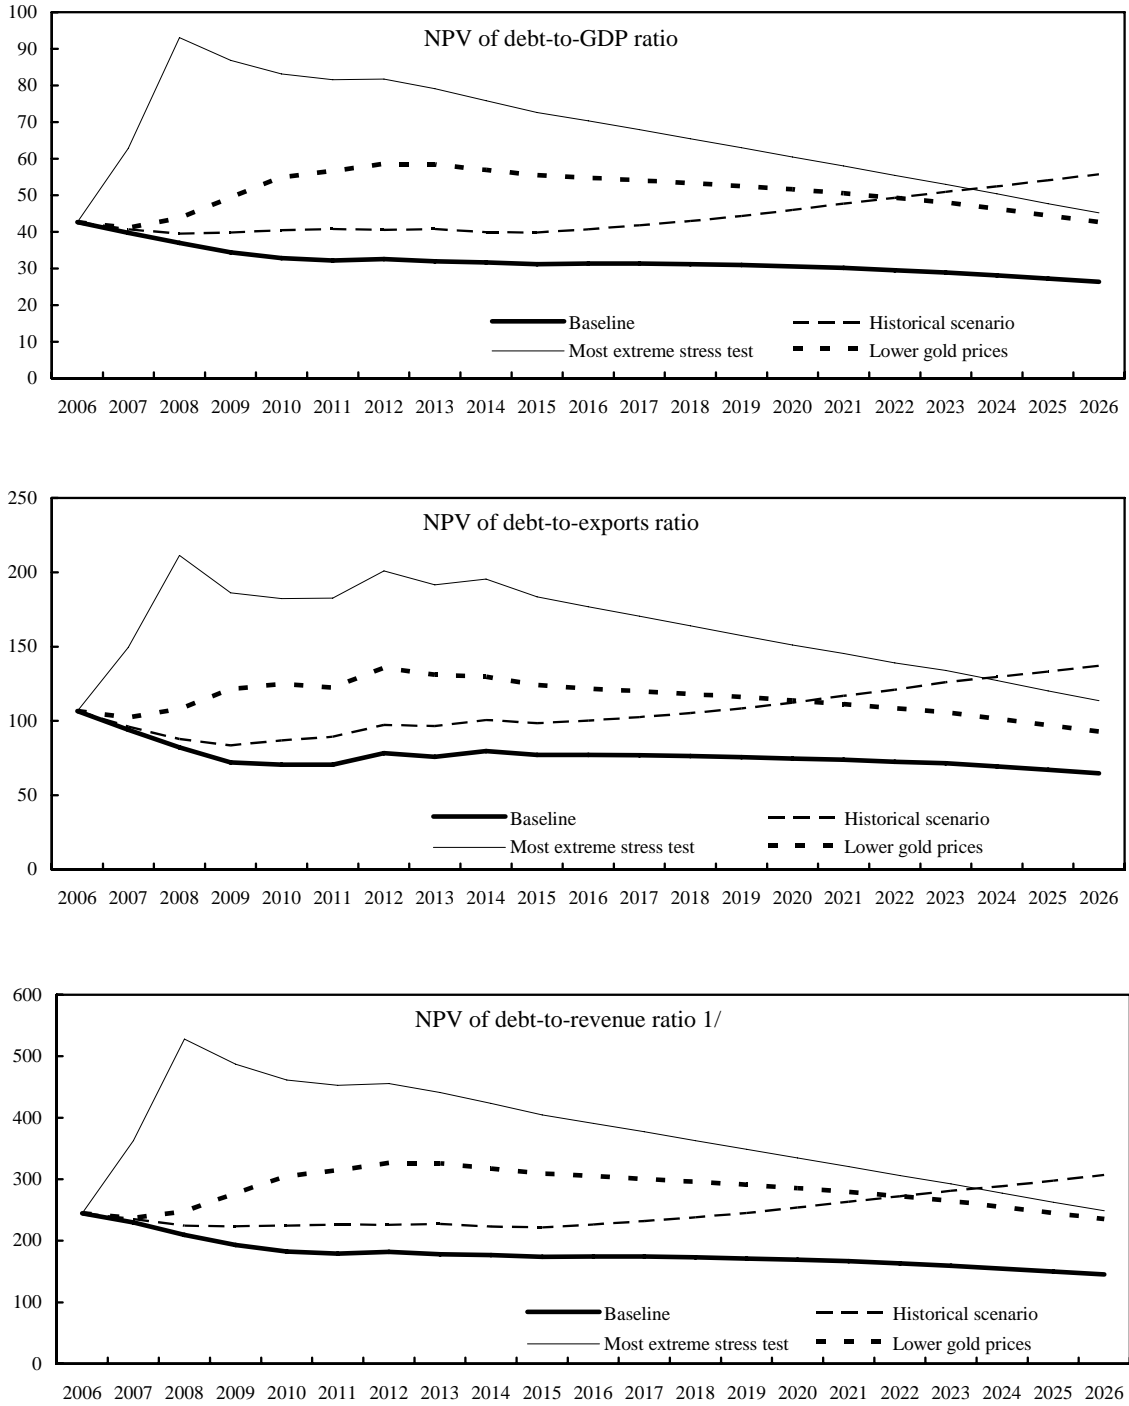 NPV of debt-to-GDP ratio
100
90
80
70
60
50
40
30
20
10
0
Baseline Historical scenario
Most extreme stress test Lower gold prices
2006 2007 2008 2009 2010 2011 2012 2013 2014 2015 2016 2017 2018 2019 2020 2021 2022 2023 2024 2025 2026
NPV of debt-to-exports ratio
250
200
150
100
50
0
Baseline Historical scenario
Most extreme stress test Lower gold prices
2006 2007 2008 2009 2010 2011 2012 2013 2014 2015 2016 2017 2018 2019 2020 2021 2022 2023 2024 2025 2026
NPV of debt-to-revenue ratio 1/
600
500
400
300
200
100
0
Baseline Historical scenario
Most extreme stress test Lower gold prices
2006 2007 2008 2009 2010 2011 2012 2013 2014 2015 2016 2017 2018 2019 2020 2021 2022 2023 2024 2025 2026